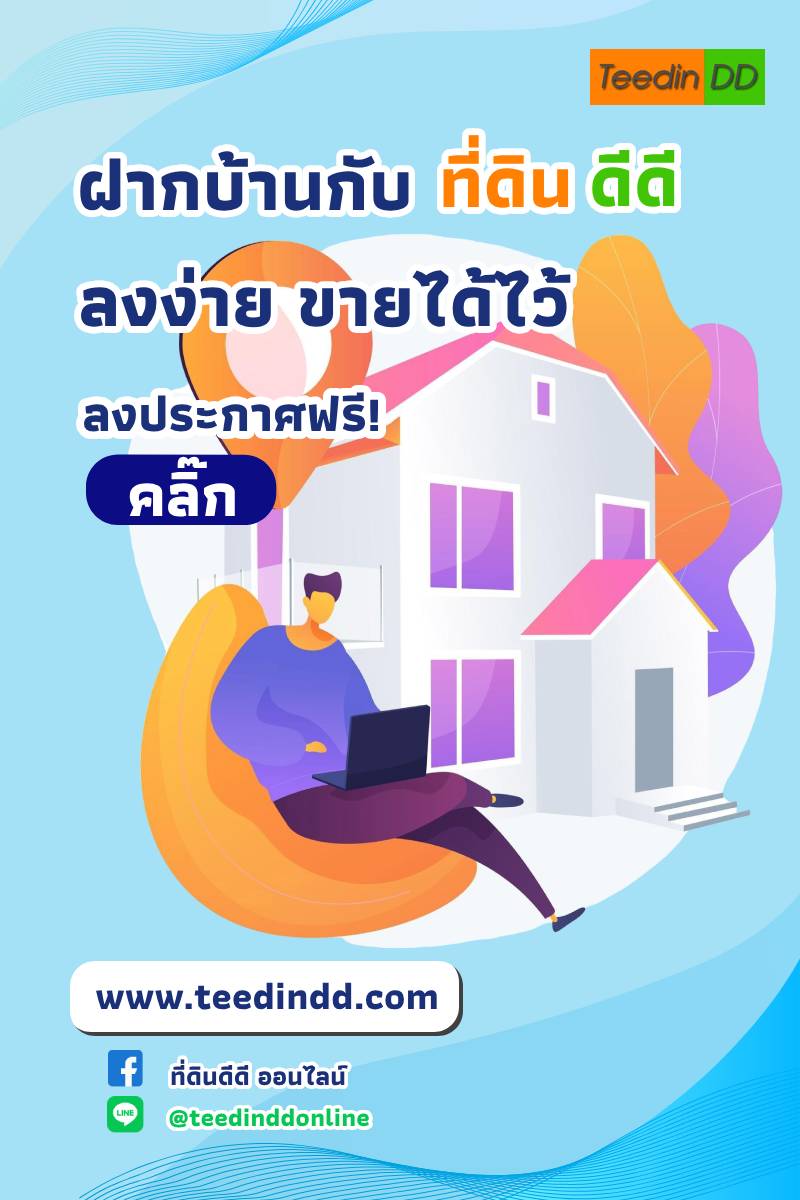 Teedin DD
ฝากบ้านกับ ที่ดิน ดีดี
ลงง่าย ขายได้ไว้
ลงประกาศฟรี!
คลิ๊ก
www.teedindd.com
ที่ดินดีดี ออนไลน์
LINE
@teedinddonline